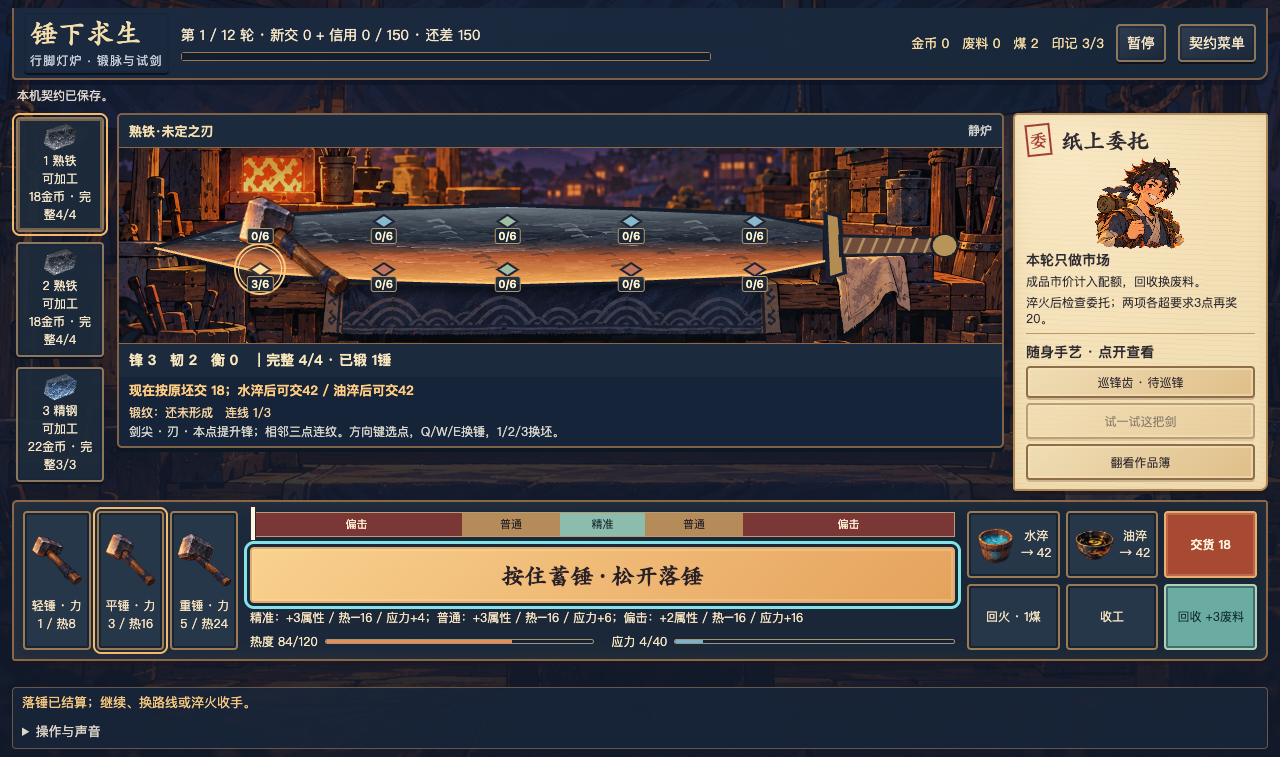 锤下求生
行脚灯炉 · 锻脉与试剑
第 1 / 12 轮 · 新交 0 + 信用 0 / 150 · 还差 150
金币 0 废料 0 煤 2 印记 3/3
暂停
契约菜单
本机契约已保存。
1 熟铁
可加工
18金币 · 完
整4/4
2 熟铁
可加工
18金币 · 完
整4/4
3 精钢
可加工
22金币 · 完
整3/3
熟铁·未定之刃
静炉
0/6
0/6
0/6
0/6
0/6
3/6
0/6
0/6
0/6
0/6
锋 3 韧 2 衡 0 | 完整 4/4 · 已锻 1锤
现在按原坯交 18；水淬后可交42 / 油淬后可交42
锻纹：还未形成 连线 1/3
剑尖 · 刃 · 本点提升锋；相邻三点连纹。方向键选点，Q/W/E换锤，1/2/3换坯。
委
纸上委托
本轮只做市场
成品市价计入配额，回收换废料。
淬火后检查委托；两项各超要求3点再奖
20。
随身手艺 · 点开查看
巡锋齿 · 待巡锋
试一试这把剑
翻看作品簿
轻锤 · 力
1 / 热8
平锤 · 力
3 / 热16
重锤 · 力
5 / 热24
偏击
普通
精准
普通
偏击
按住蓄锤 · 松开落锤
精准：+3属性 / 热−16 / 应力+4；普通：+3属性 / 热−16 / 应力+6；偏击：+2属性 / 热−16 / 应力+16
热度 84/120
应力 4/40
水淬
→ 42
油淬
→ 42
交货 18
回火 · 1煤
收工
回收 +3废料
落锤已结算；继续、换路线或淬火收手。
▶ 操作与声音